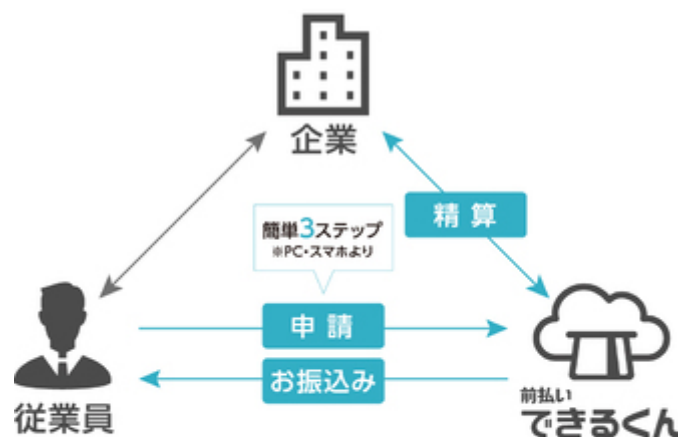 企業
精算
簡単3ステップ
※PC・スマホより
申請
お振込み
従業員
前払い
できるくん